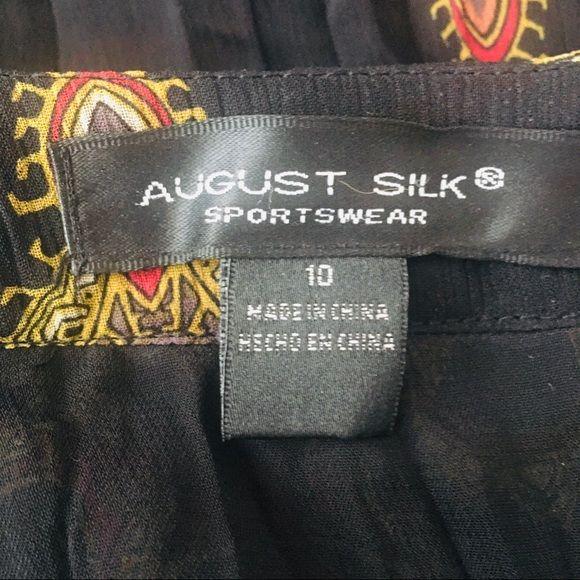 AUGUST SILK®
SPORTSWEAR
10
MADE IN CHINA
HECHO EN CHINA